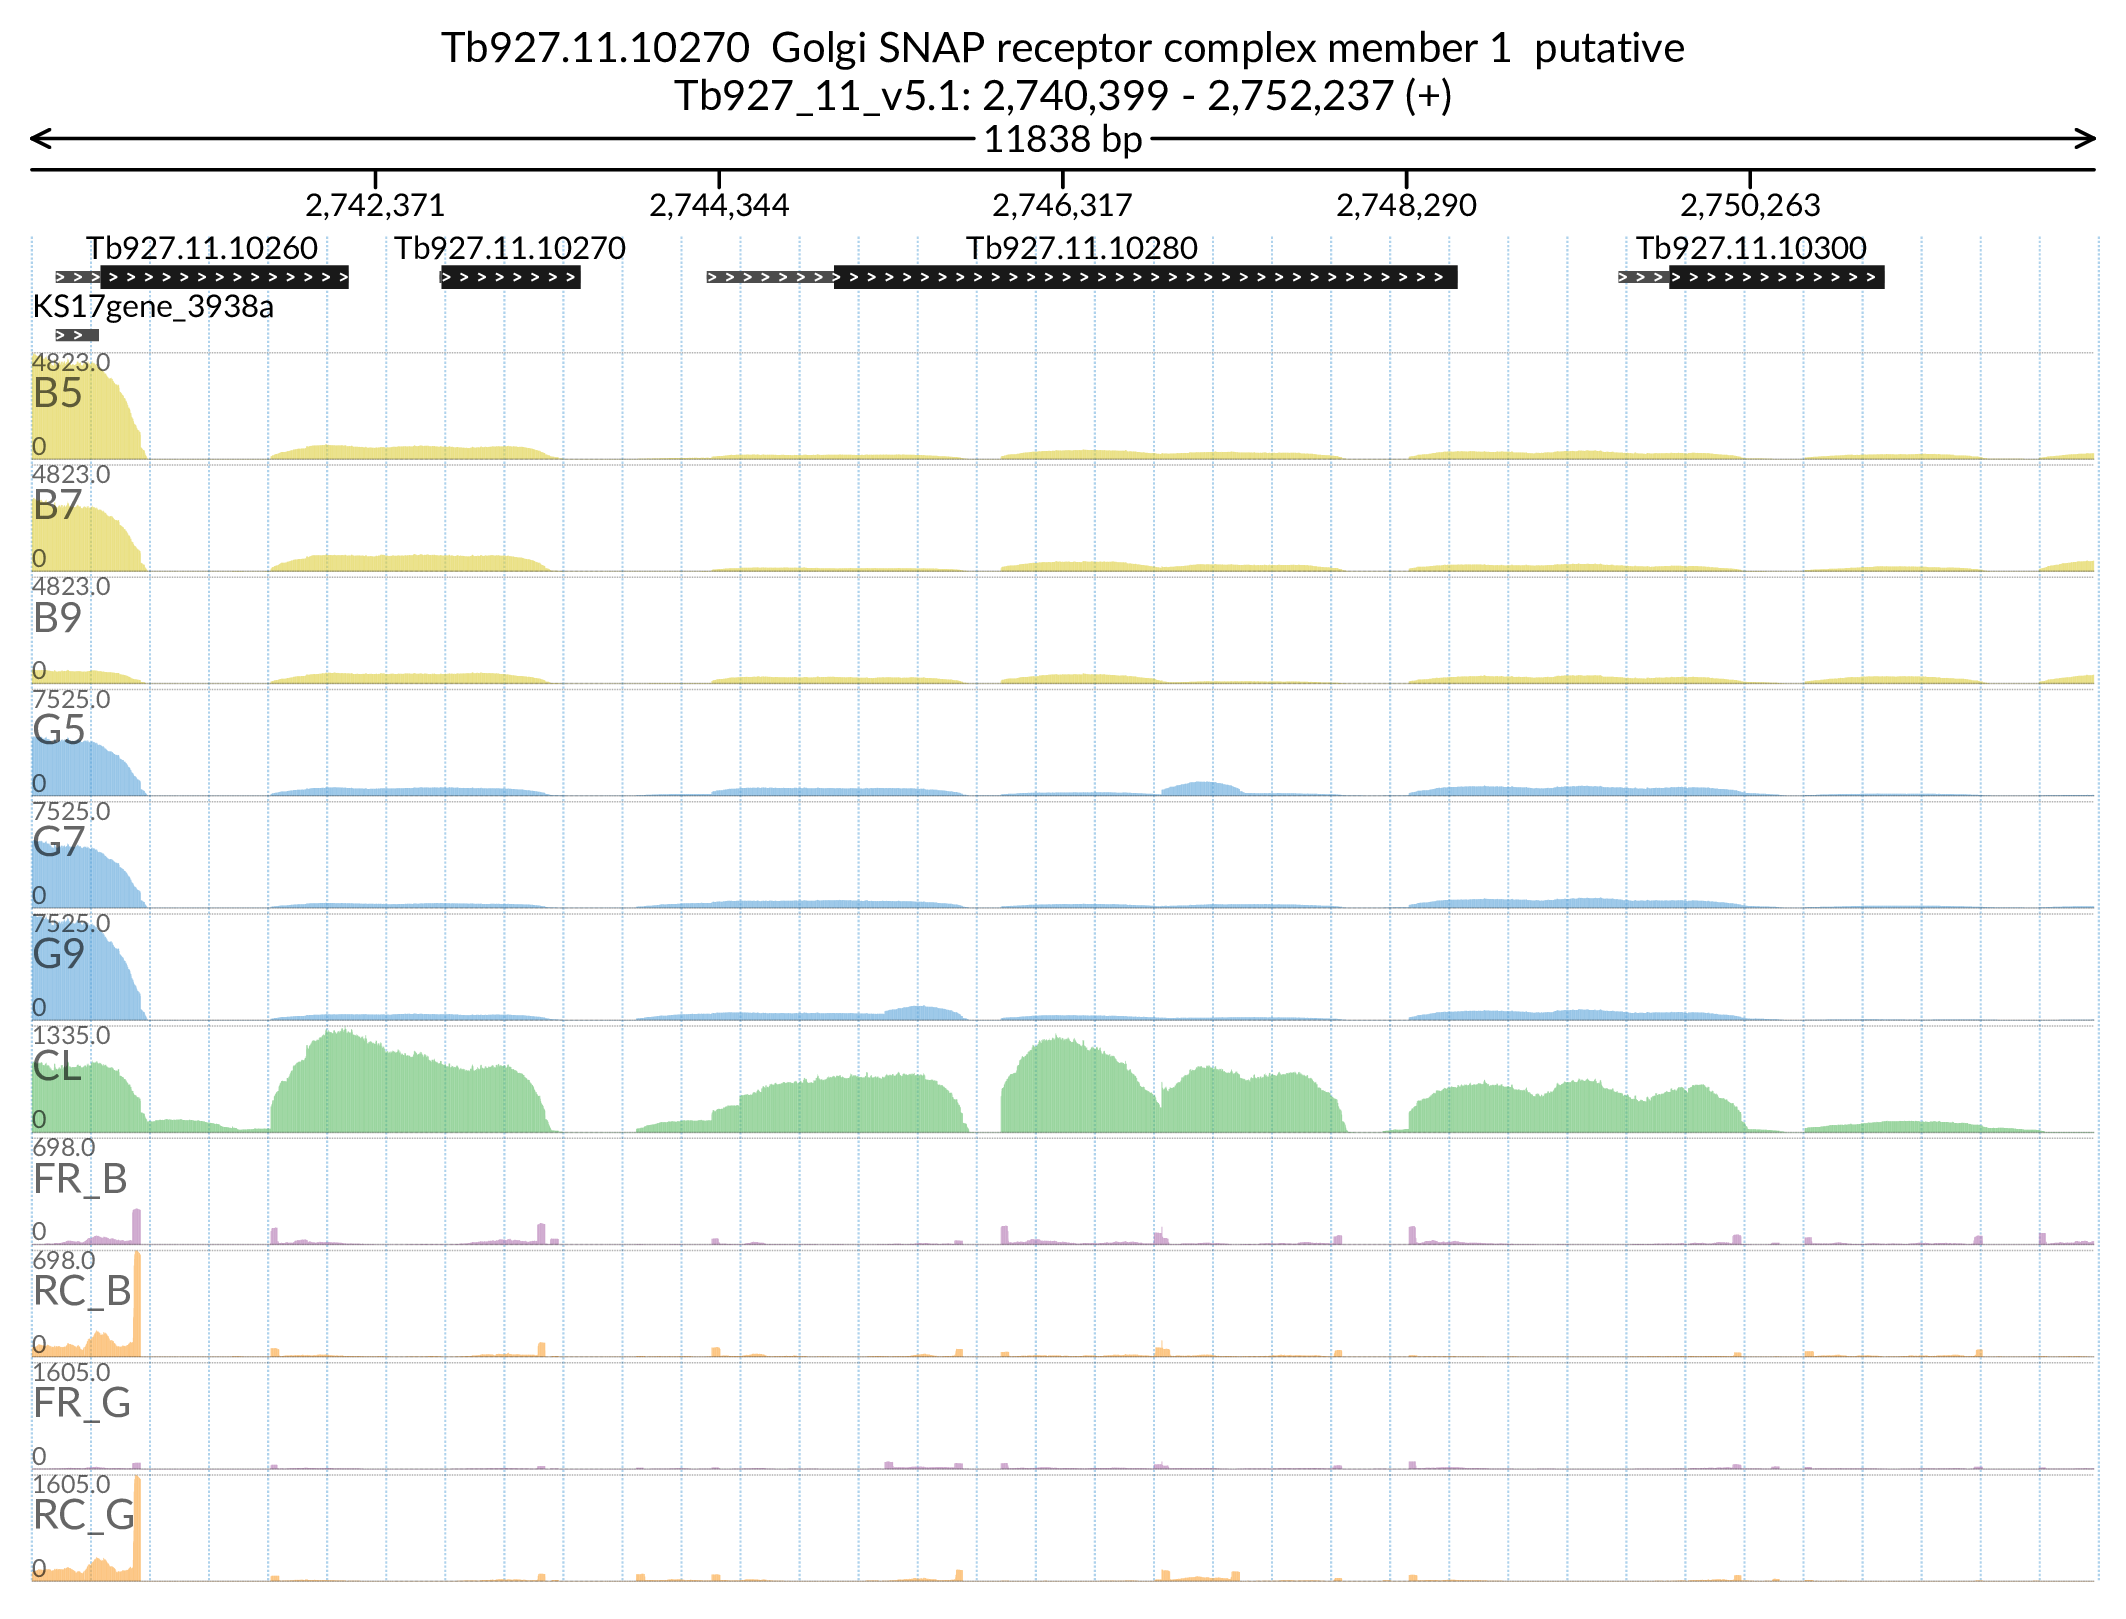 Tb927.11.10270  Golgi SNAP receptor complex member 1  putative
Tb927_11_v5.1: 2,740,399 - 2,752,237 (+)
11838 bp
2,742,371 2,744,344 2,746,317 2,748,290 2,750,263
Tb927.11.10260 Tb927.11.10270 Tb927.11.10280 Tb927.11.10300
KS17gene_3938a
4823.0
B5
0
4823.0
B7
0
4823.0
B9
0
7525.0
G5
0
7525.0
G7
0
7525.0
G9
0
1335.0
CL
0
698.0
FR_B
0
698.0
RC_B
0
1605.0
FR_G
0
1605.0
RC_G
0